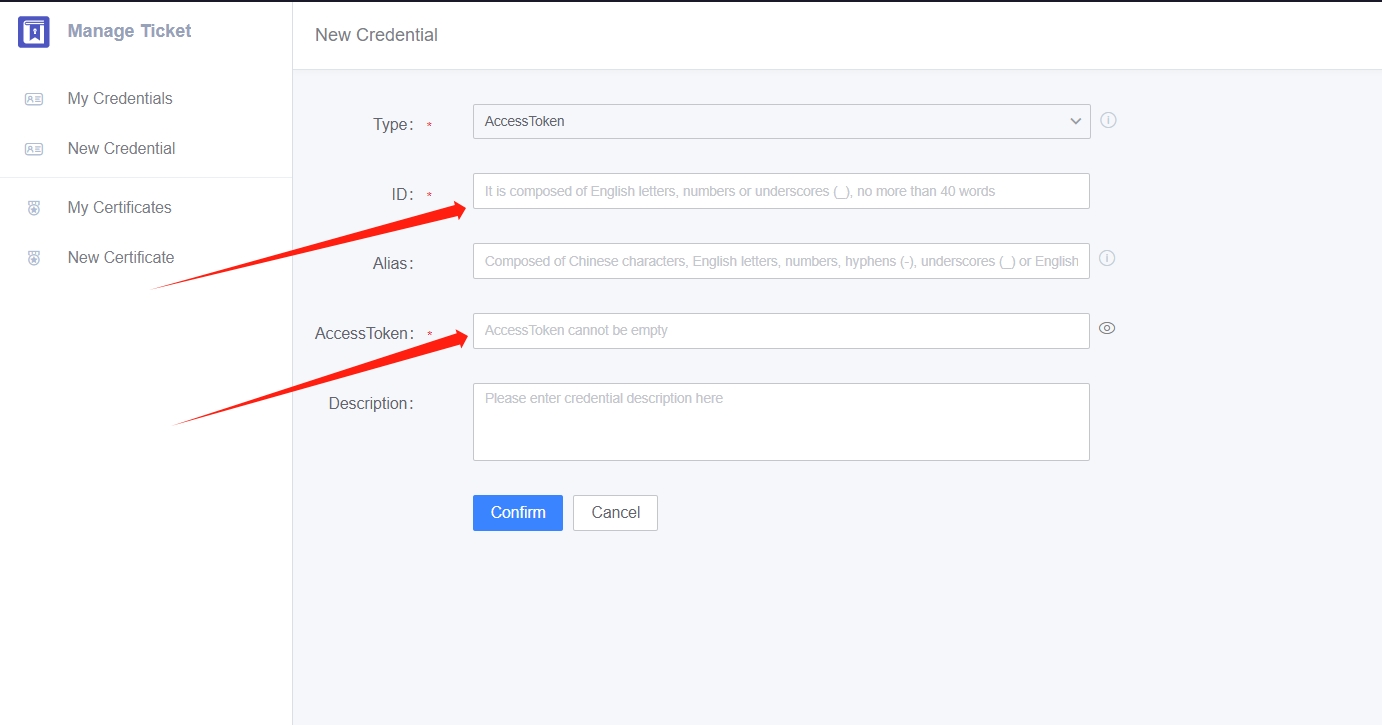 Manage Ticket
My Credentials
New Credential
My Certificates
New Certificate
New Credential
Type: *
AccessToken
ID: *
It is composed of English letters, numbers or underscores (_), no more than 40 words
Alias:
Composed of Chinese characters, English letters, numbers, hyphens (-), underscores (_) or English
AccessToken: *
AccessToken cannot be empty
Description:
Please enter credential description here
Confirm
Cancel